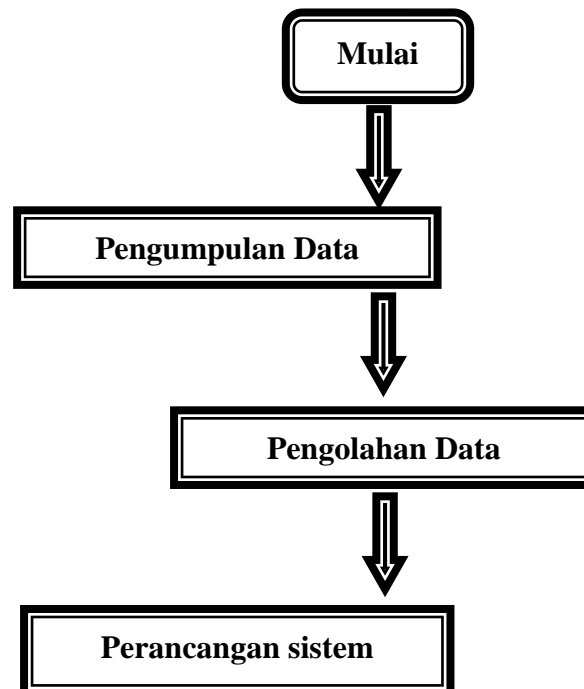 Mulai
Pengumpulan Data
Pengolahan Data
Perancangan sistem